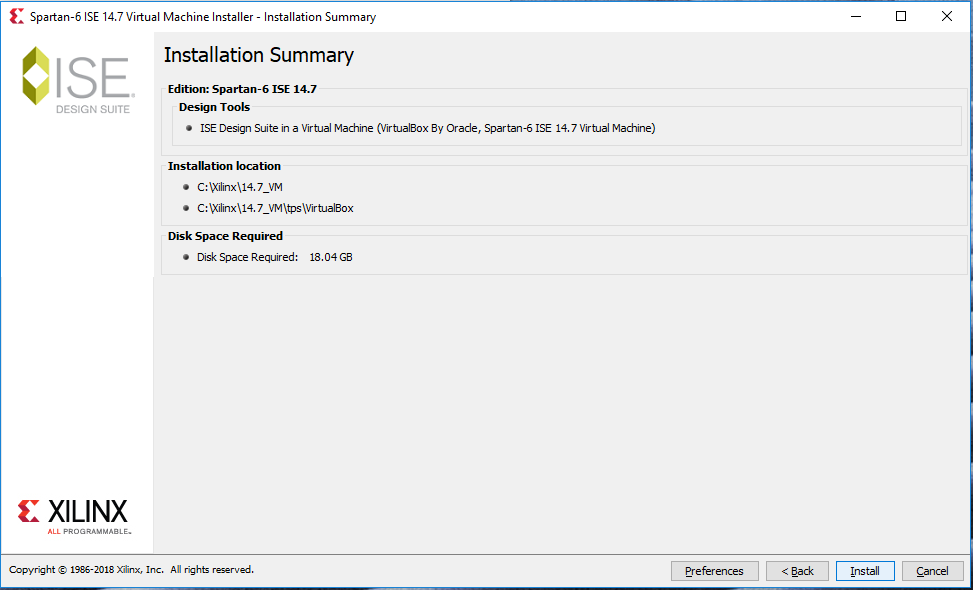 Spartan-6 ISE 14.7 Virtual Machine Installer - Installation Summary
ISE
DESIGN SUITE
Installation Summary
Edition: Spartan-6 ISE 14.7
Design Tools
ISE Design Suite in a Virtual Machine (VirtualBox By Oracle, Spartan-6 ISE 14.7 Virtual Machine)
Installation location
C:\Xilinx\14.7_VM
C:\Xilinx\14.7_VM\tps\VirtualBox
Disk Space Required
Disk Space Required: 18.04 GB
XILINX
ALL PROGRAMMABLE™
Copyright © 1986-2018 Xilinx, Inc. All rights reserved.
Preferences < Back Install Cancel